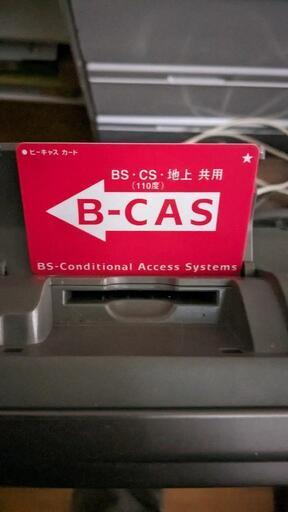 ●ビーキャス カード
★
BS・CS・地上 共用
(110度)
B-CAS
BS-Conditional Access Systems